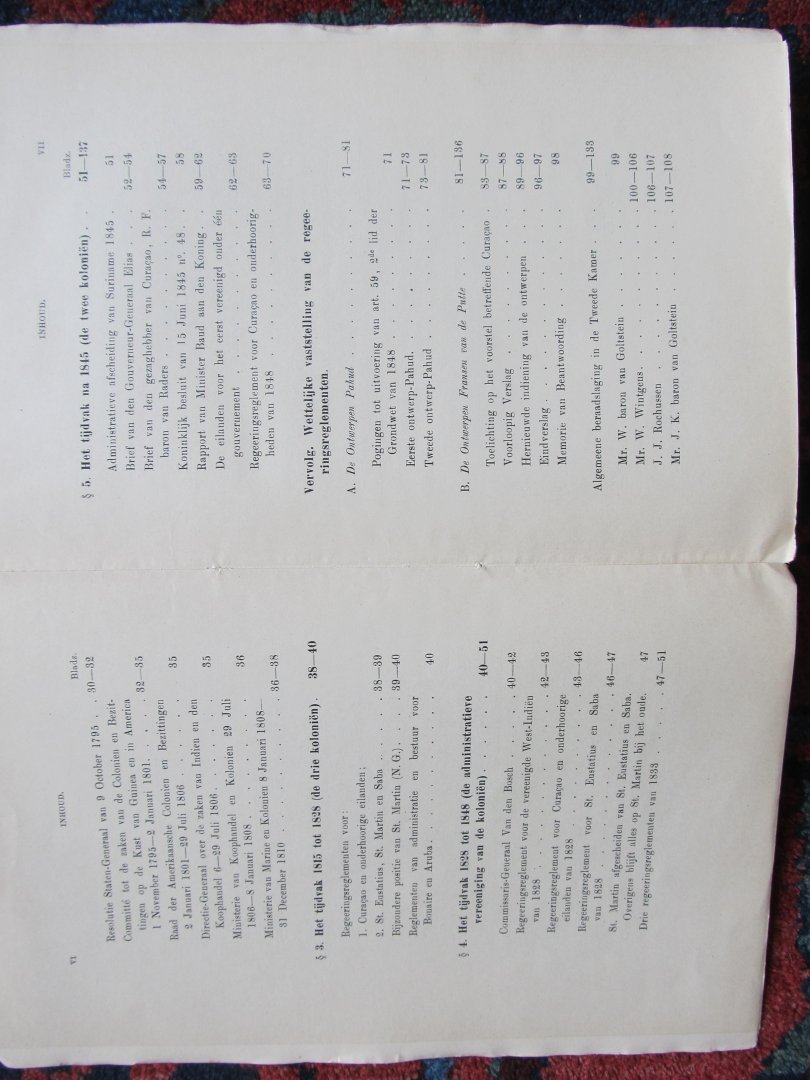 VI
INHOUD.
Bladz.
Resolutie Staten-Generaal van 9 October 1795 . . 30—32
Committé tot de zaken van de Colonien en Bezit-
tingen op de Kust van Guinea en in America
1 November 1795—2 Januari 1801. . . . . 32—35
Raad der Amerikaansche Colonien en Bezittingen
2 Januari 1801—29 Juli 1806 . . . . . 35
Directie-Generaal over de zaken van Indien en den
Koophandel 6—29 Juli 1806. . . . . . 35
Ministerie van Koophandel en Kolonien 29 Juli
1806—8 Januari 1808 . . . . . . . 36
Ministerie van Marine en Kolonien 8 Januari 1808—
31 December 1810 . . . . . . . . 36—38
§ 3. Het tijdvak 1815 tot 1828 (de drie koloniën) . 38—40
Regeeringsreglementen voor:
1. Curaçao en onderhoorige eilanden;
2. St. Eustatius, St. Martin en Saba . . . . . 38—39
Bijzondere positie van St. Martin (N. G.) . . . . 39—40
Reglementen van administratie en bestuur voor
Bonaire en Aruba. . . . . . . . . . . 40
§ 4. Het tijdvak 1828 tot 1848 (de administratieve
vereeniging van de koloniën). . . . . . 40—51
Commissaris-Generaal Van den Bosch . . . . . 40—42
Regeeringsreglement voor de vereenigde West-Indiën
van 1828 . . . . . . . . . . . . 42—43
Regeeringsreglement voor Curaçao en onderhoorige
eilanden van 1828 . . . . . . . . . 43—46
Regeeringsreglement voor St. Eustatius en Saba
van 1828 . . . . . . . . . . . . 46—47
St. Martin afgescheiden van St. Eustatius en Saba.
Overigens blijft alles op St. Martin bij het oude. 47
Drie regeeringsreglementen van 1833 . . . . . 47—51
INHOUD.
VII
Bladz.
§ 5. Het tijdvak na 1845 (de twee koloniën) . . 51—137
Administratieve afscheiding van Suriname 1845 . 51
Brief van den Gouverneur-Generaal Elias . . . 52—54
Brief van den gezaghebber van Curaçao, R. F.
baron van Raders . . . . . . . . . . 54—57
Koninklijk besluit van 15 Juni 1845 n°. 48 . . 58
Rapport van Minister Baud aan den Koning . . 59—62
De eilanden voor het eerst vereenigd onder één
gouvernement . . . . . . . . . . . 62—63
Regeeringsreglement voor Curaçao en onderhoorig-
heden van 1848 . . . . . . . . . . 63—70
Vervolg. Wettelijke vaststelling van de regee-
ringsreglementen.
A. De Ontwerpen Pahud . . . . . . . . . 71—81
Pogingen tot uitvoering van art. 59, 2de lid der
Grondwet van 1848 . . . . . . . . . 71
Eerste ontwerp-Pahud. . . . . . . . . . 71—73
Tweede ontwerp-Pahud . . . . . . . . . 73—81
B. De Ontwerpen Fransen van de Putte . . . . 81—136
Toelichting op het voorstel betreffende Curaçao . 83—87
Voorloopig Verslag . . . . . . . . . . 87—88
Hernieuwde indiening van de ontwerpen . . . 89—96
Eindverslag . . . . . . . . . . . . 96—97
Memorie van Beantwoording . . . . . . . 98
Algemeene beraadslaging in de Tweede Kamer . . 99—133
Mr. W. baron van Goltstein . . . . . . . 99
Mr. W. Wintgens. . . . . . . . . . . 100—106
J. J. Rochussen . . . . . . . . . . . 106—107
Mr. J. K. baron van Goltstein . . . . . . 107—108